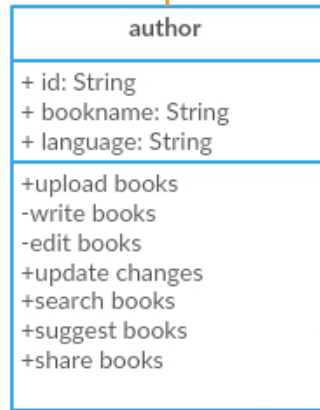 author
+ id: String
+ bookname: String
+ language: String
+upload books
-write books
-edit books
+update changes
+search books
+suggest books
+share books